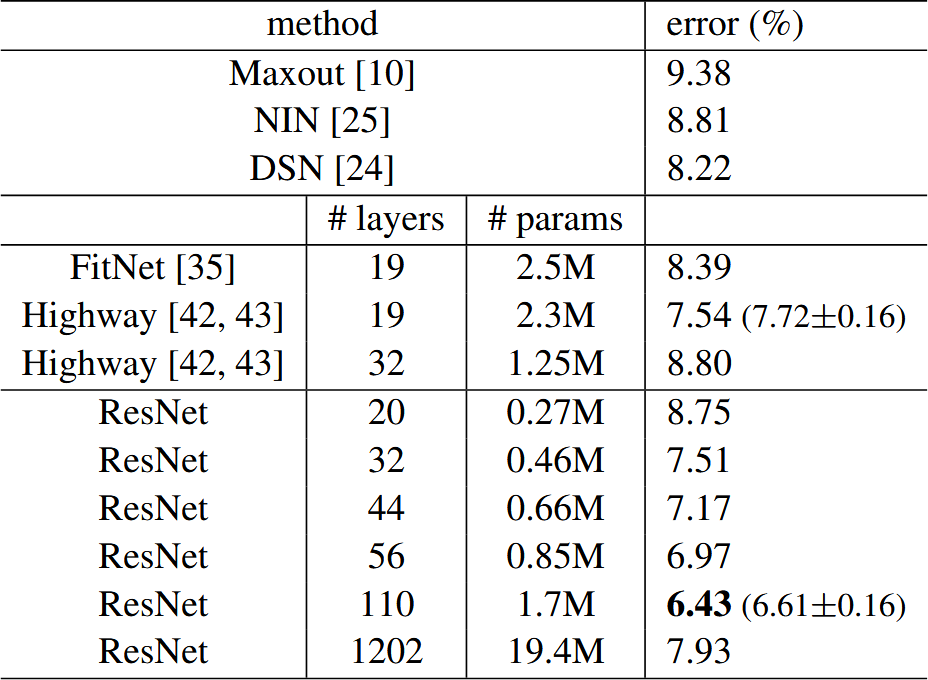 method error (%)
Maxout [10] 9.38
NIN [25] 8.81
DSN [24] 8.22
# layers # params
FitNet [35] 19 2.5M 8.39
Highway [42, 43] 19 2.3M 7.54 (7.72±0.16)
Highway [42, 43] 32 1.25M 8.80
ResNet 20 0.27M 8.75
ResNet 32 0.46M 7.51
ResNet 44 0.66M 7.17
ResNet 56 0.85M 6.97
ResNet 110 1.7M 6.43 (6.61±0.16)
ResNet 1202 19.4M 7.93